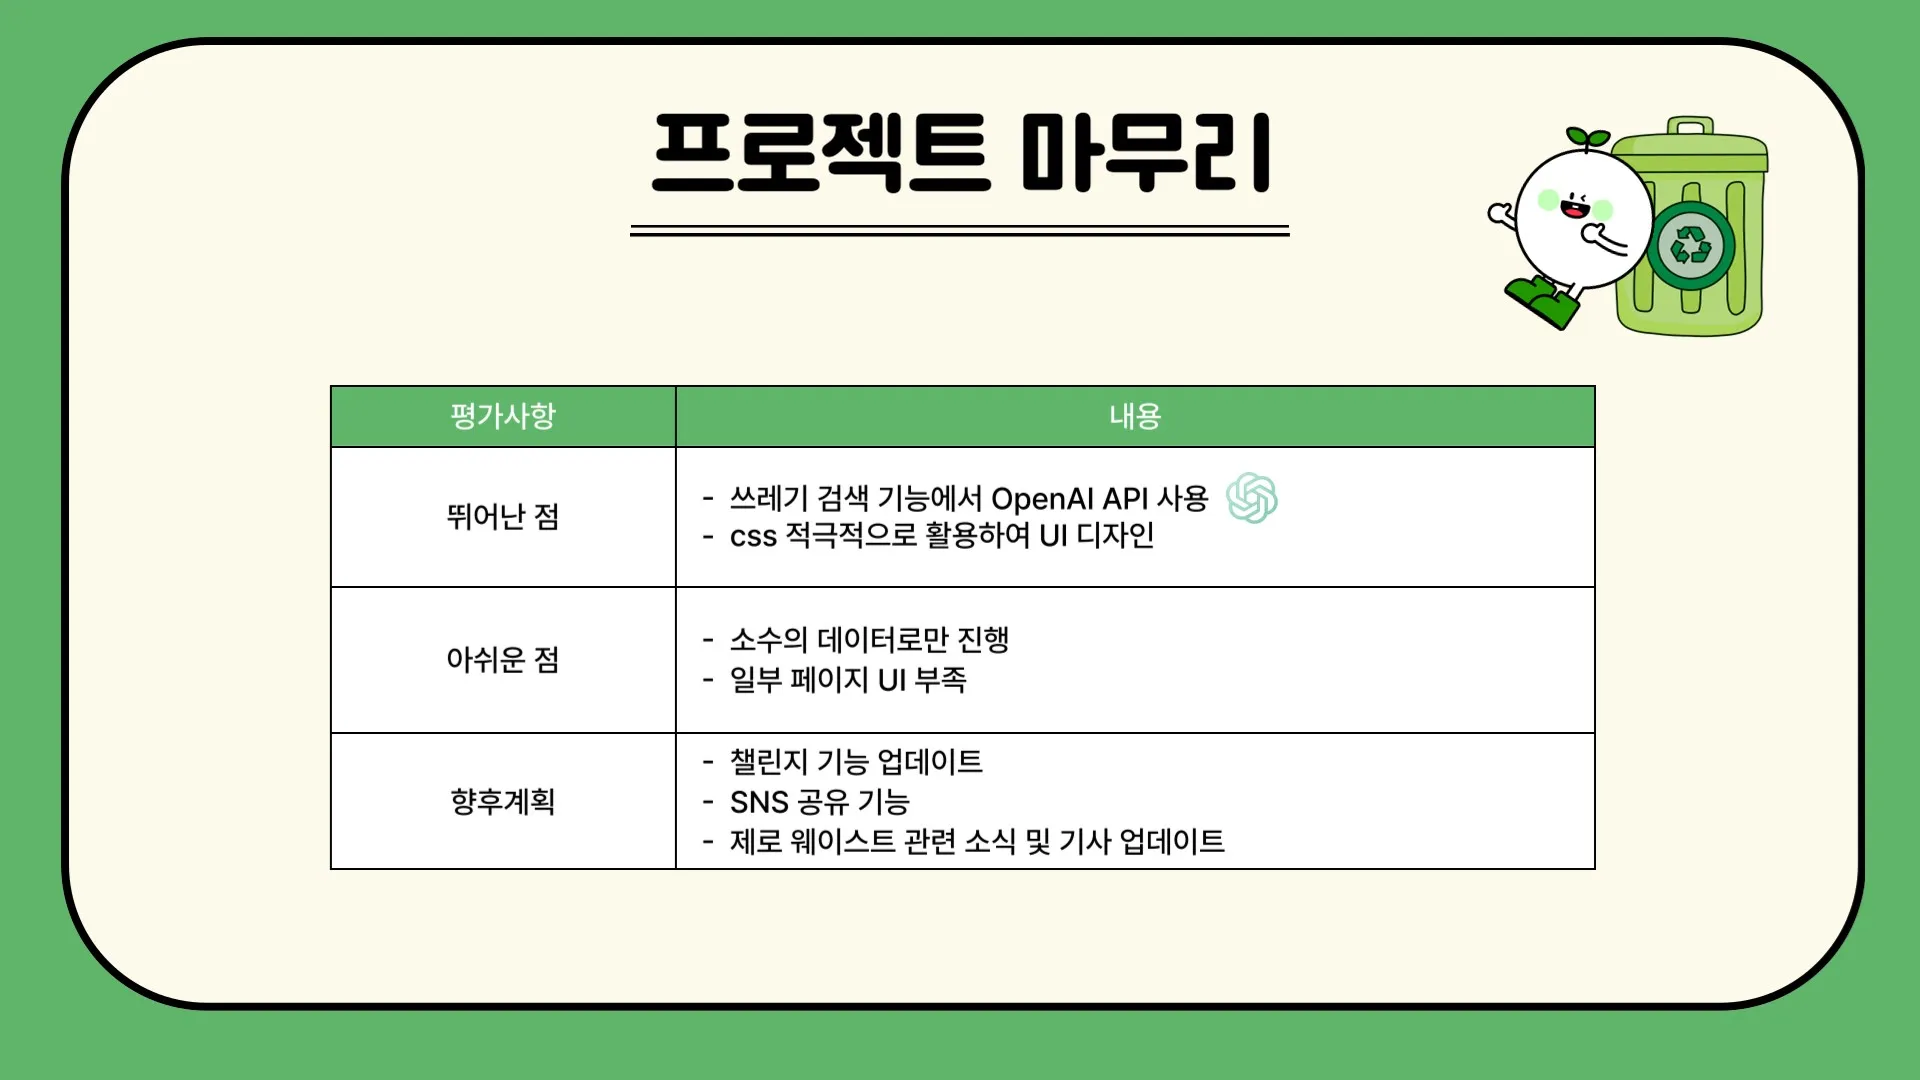 프로젝트 마무리
평가사항
내용
뛰어난 점
- 쓰레기 검색 기능에서 OpenAI API 사용
- css 적극적으로 활용하여 UI 디자인
아쉬운 점
- 소수의 데이터로만 진행
- 일부 페이지 UI 부족
향후계획
- 챌린지 기능 업데이트
- SNS 공유 기능
- 제로 웨이스트 관련 소식 및 기사 업데이트